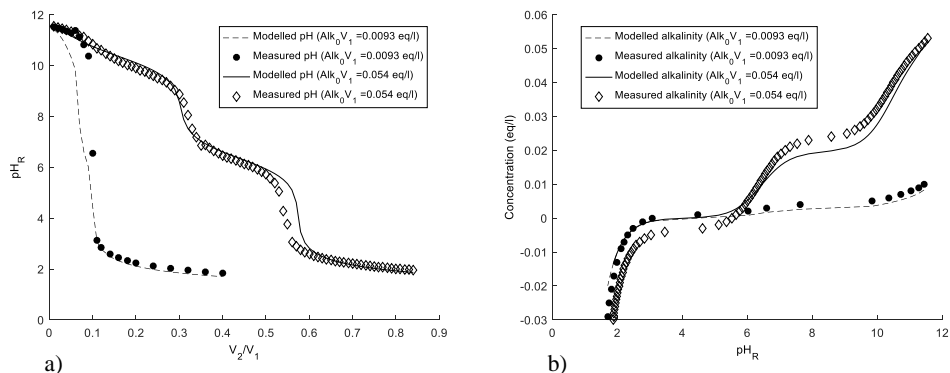 12
10
8
6
4
2
0
pH_R
0 0.1 0.2 0.3 0.4 0.5 0.6 0.7 0.8 0.9
V_2/V_1
Modelled pH (Alk_0V_1 =0.0093 eq/l)
Measured pH (Alk_0V_1 =0.0093 eq/l)
Modelled pH (Alk_0V_1 =0.054 eq/l)
Measured pH (Alk_0V_1 =0.054 eq/l)
a)
0.06
0.05
0.04
0.03
0.02
0.01
0
-0.01
-0.02
-0.03
Concentration (eq/l)
0 2 4 6 8 10 12
pH_R
Modelled alkalinity (Alk_0V_1 =0.0093 eq/l)
Measured alkalinity (Alk_0V_1 =0.0093 eq/l)
Modelled alkalinity (Alk_0V_1 =0.054 eq/l)
Measured alkalinity (Alk_0V_1 =0.054 eq/l)
b)